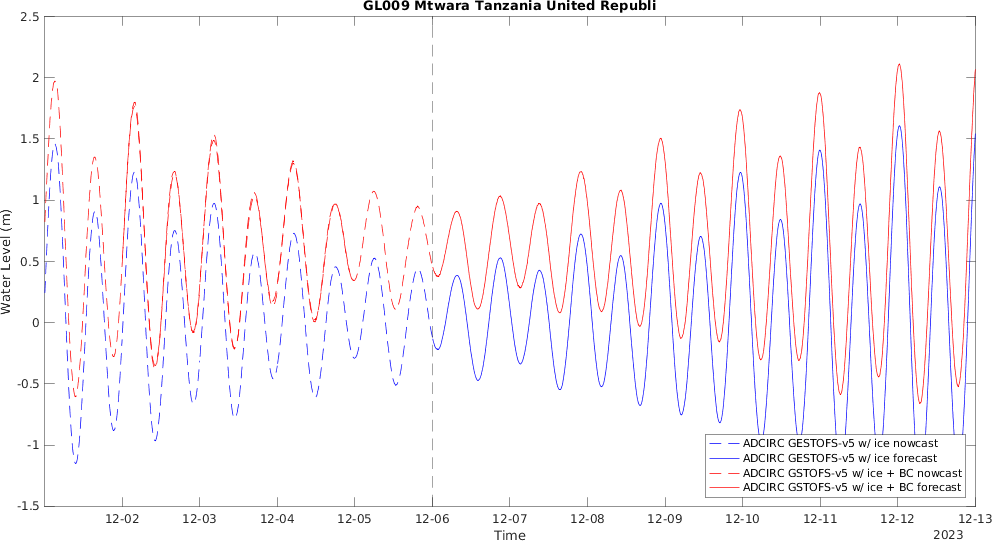 GL009 Mtwara Tanzania United Republi
2.5
2
1.5
1
0.5
0
-0.5
-1
-1.5
Water Level (m)
ADCIRC GESTOFS-v5 w/ ice nowcast
ADCIRC GESTOFS-v5 w/ ice forecast
ADCIRC GSTOFS-v5 w/ ice + BC nowcast
ADCIRC GSTOFS-v5 w/ ice + BC forecast
12-02 12-03 12-04 12-05 12-06 12-07 12-08 12-09 12-10 12-11 12-12 12-13
Time
2023